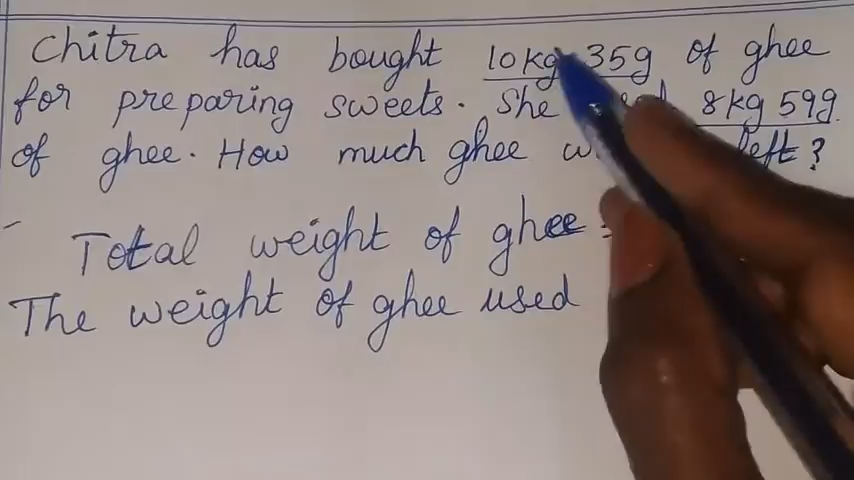 Chitra has bought 10kg 35g of ghee
for preparing sweets. She 8kg 59g
of ghee. How much ghee left?
Total weight of ghee =
The weight of ghee used